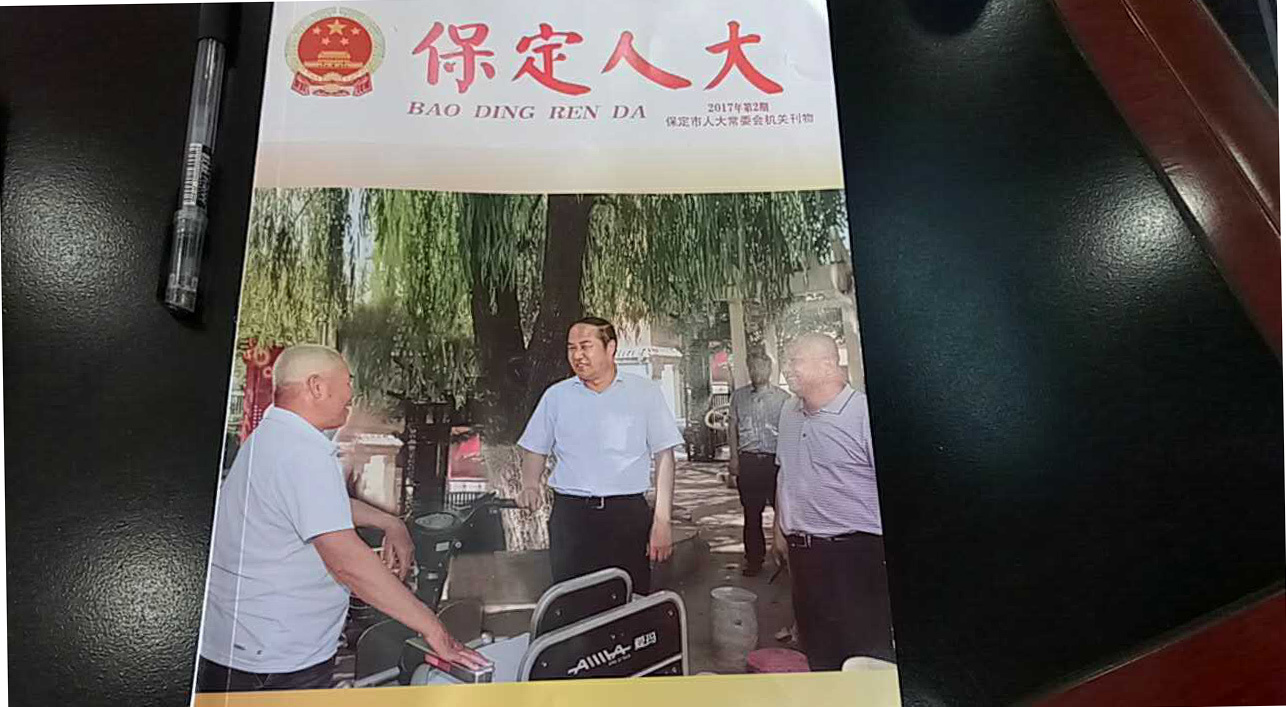 保定人大
BAO DING REN DA
2017年第2期
保定市人大常委会机关刊物
AIMA 爱玛